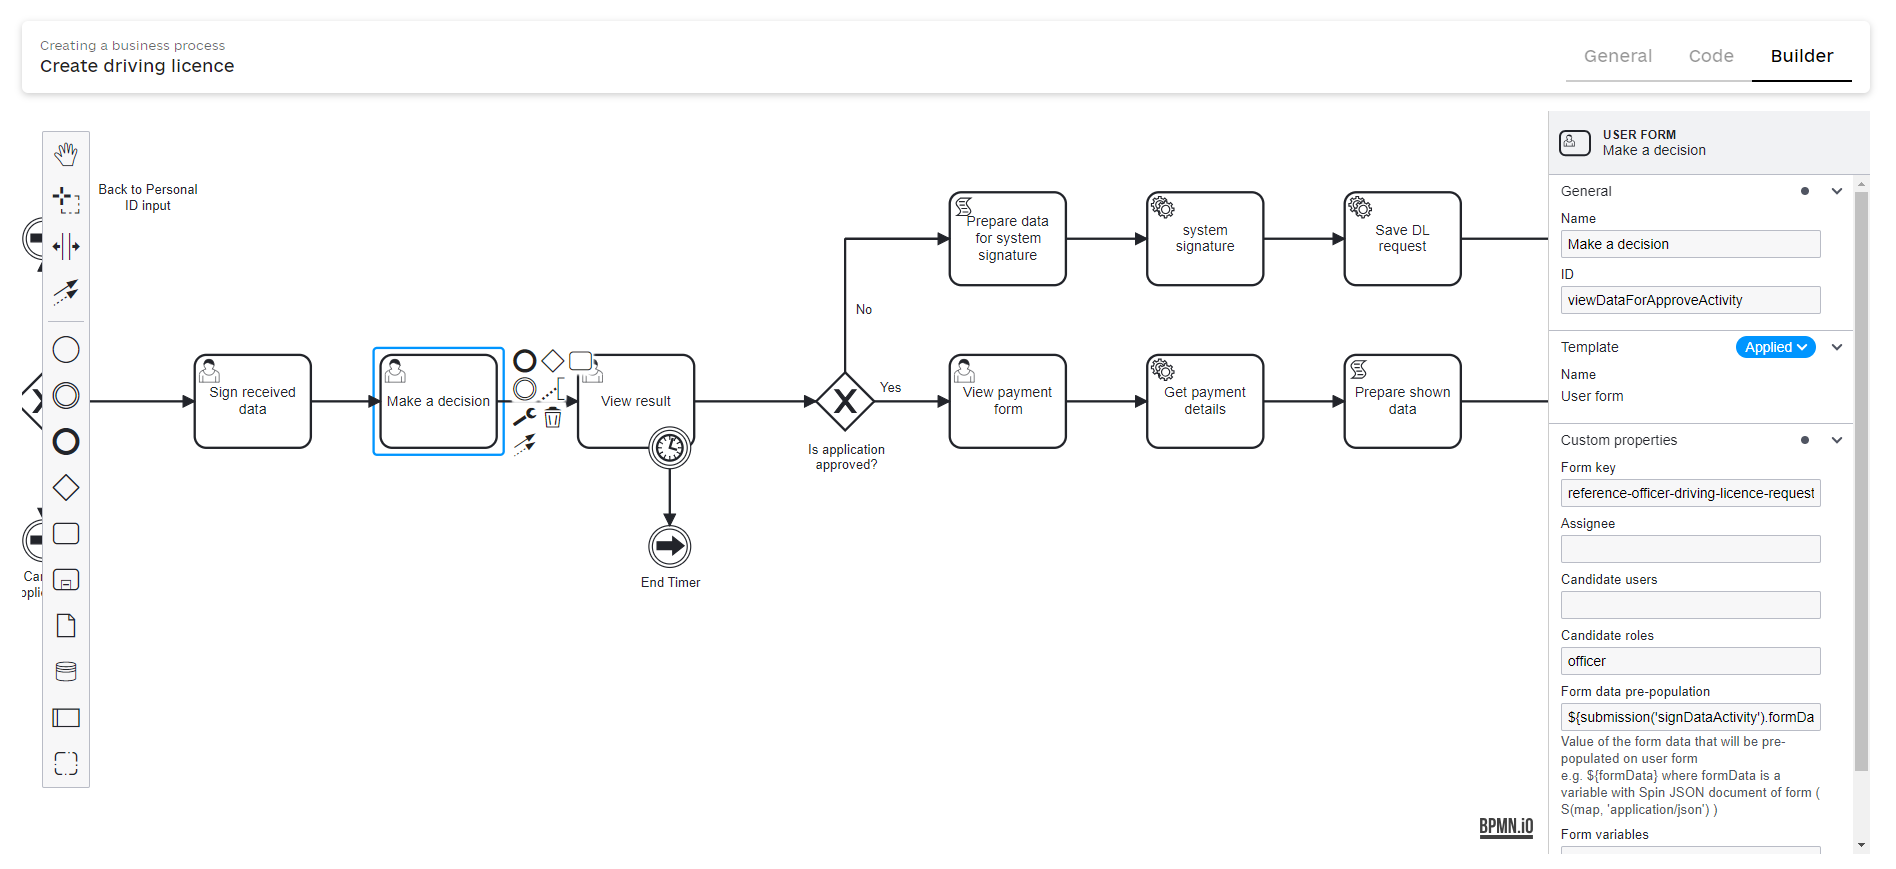 Creating a business process
Create driving licence
General
Code
Builder
Back to Personal
ID input
Sign received
data
Make a decision
View result
End Timer
Is application
approved?
No
Yes
Prepare data
for system
signature
system
signature
Save DL
request
View payment
form
Get payment
details
Prepare shown
data
BPMN.iO
USER FORM
Make a decision
General
Name
Make a decision
ID
viewDataForApproveActivity
Template
Applied
Name
User form
Custom properties
Form key
reference-officer-driving-licence-request
Assignee
Candidate users
Candidate roles
officer
Form data pre-population
${submission('signDataActivity').formDa
Value of the form data that will be pre-
populated on user form
e.g. ${formData} where formData is a
variable with Spin JSON document of form (
S(map, 'application/json') )
Form variables